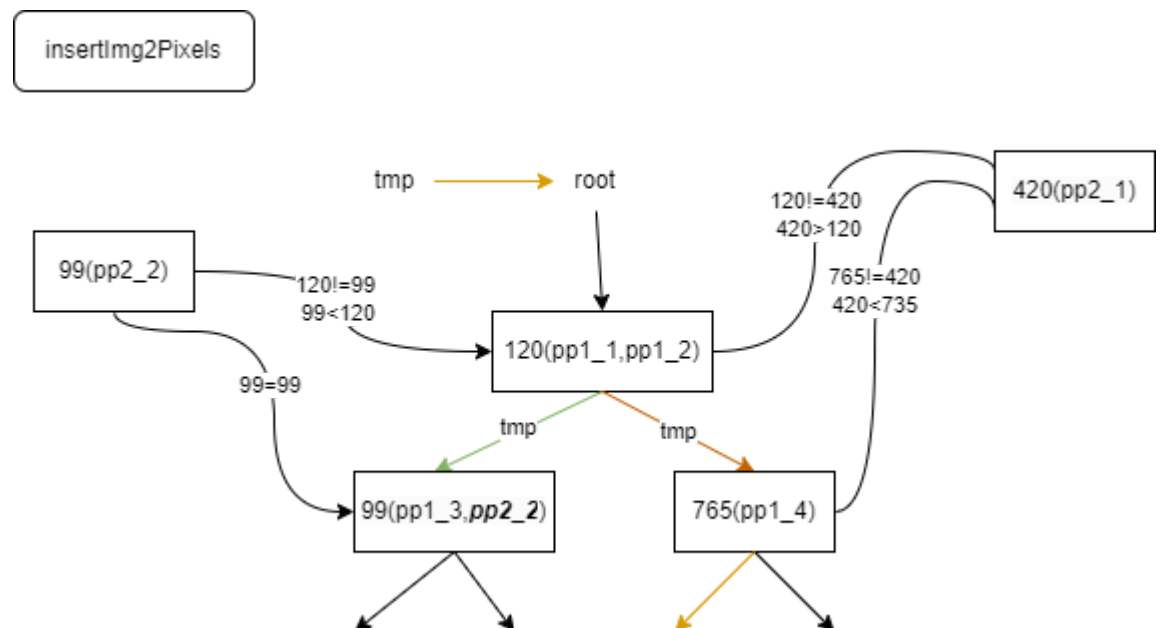 insertImg2Pixels
tmp
root
420(pp2_1)
120!=420
420>120
99(pp2_2)
120!=99
99<120
765!=420
420<735
120(pp1_1,pp1_2)
99=99
tmp
tmp
99(pp1_3,pp2_2)
765(pp1_4)